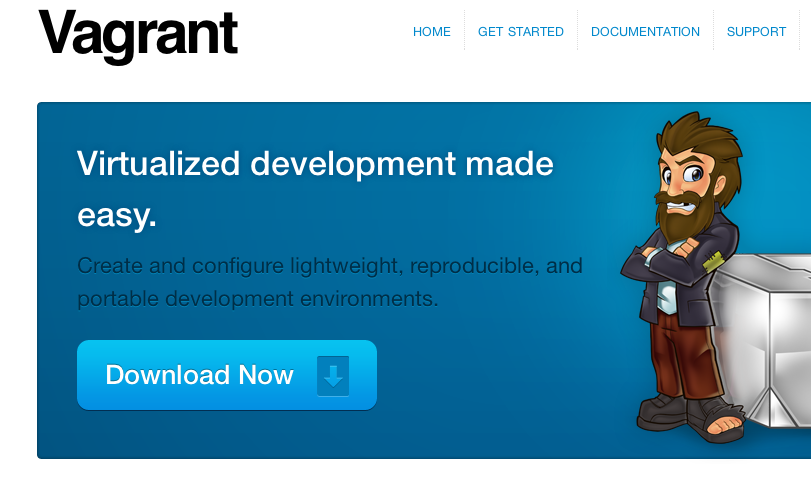 Vagrant
HOME
GET STARTED
DOCUMENTATION
SUPPORT
Virtualized development made
easy.
Create and configure lightweight, reproducible, and
portable development environments.
Download Now